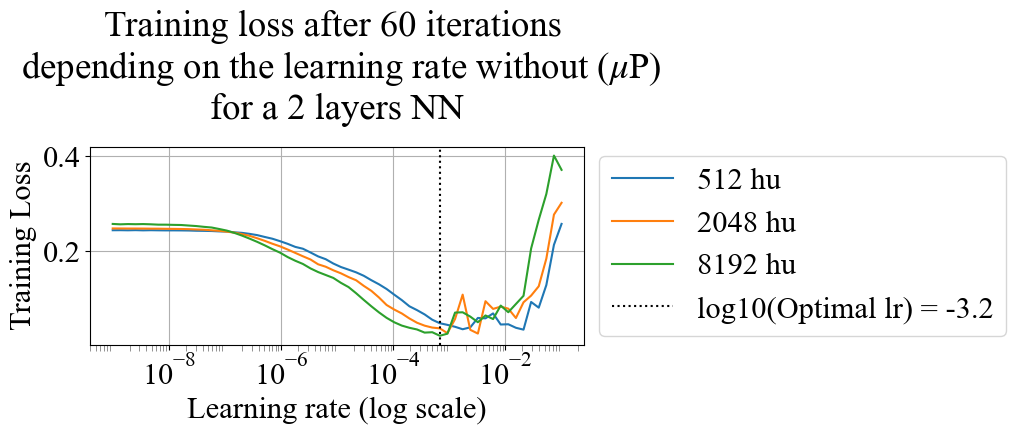 Training loss after 60 iterations
depending on the learning rate without (μP)
for a 2 layers NN
Training Loss
0.4
0.2
10⁻⁸ 10⁻⁶ 10⁻⁴ 10⁻²
Learning rate (log scale)
512 hu
2048 hu
8192 hu
log10(Optimal lr) = -3.2